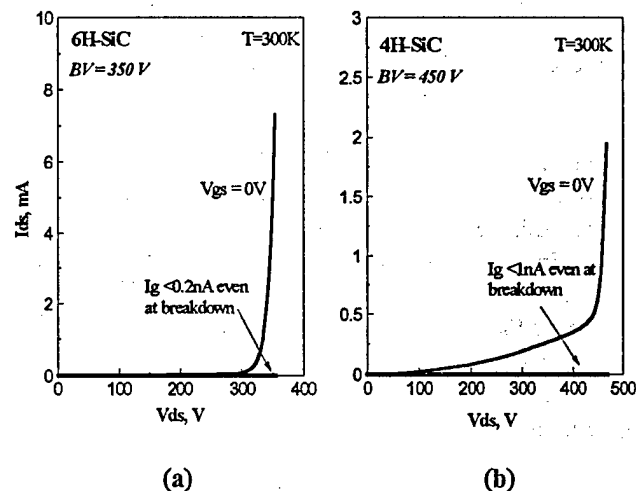 6H-SiC T=300K
BV=350 V
Vgs = 0V
Ig <0.2nA even
at breakdown
10
8
6
4
2
0
Ids, mA
0 100 200 300 400
Vds, V
(a)
4H-SiC T=300K
BV=450 V
Vgs = 0V
Ig <1nA even at
breakdown
3
2.5
2
1.5
1
0.5
0
0 100 200 300 400 500
Vds, V
(b)